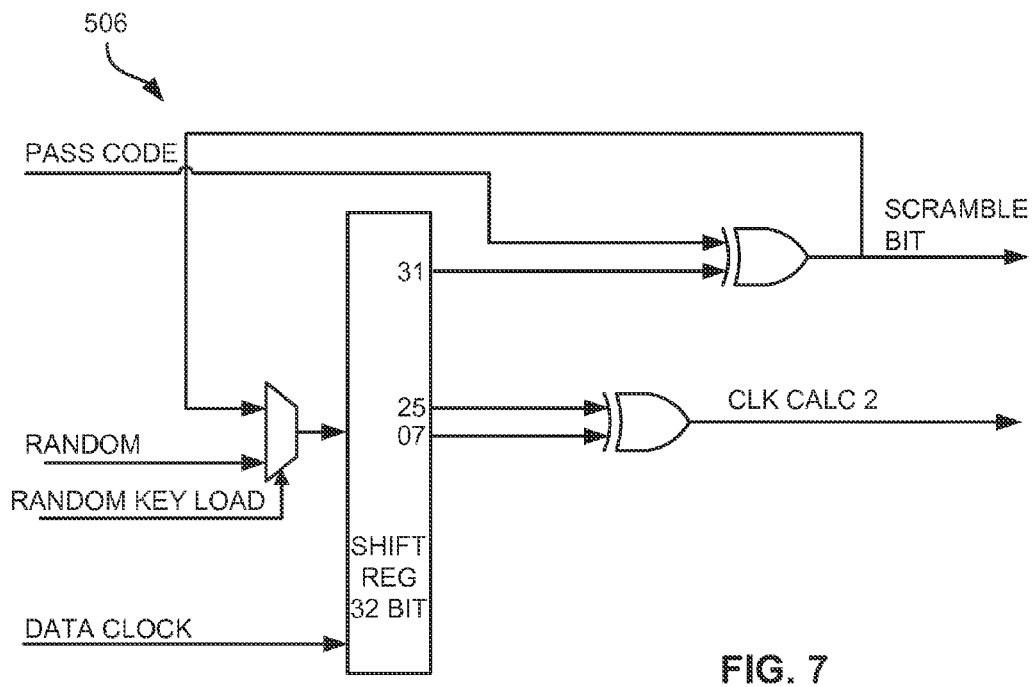 506
PASS CODE
SCRAMBLE
BIT
31
25
CLK CALC 2
07
RANDOM
RANDOM KEY LOAD
SHIFT
REG
32 BIT
DATA CLOCK
FIG. 7